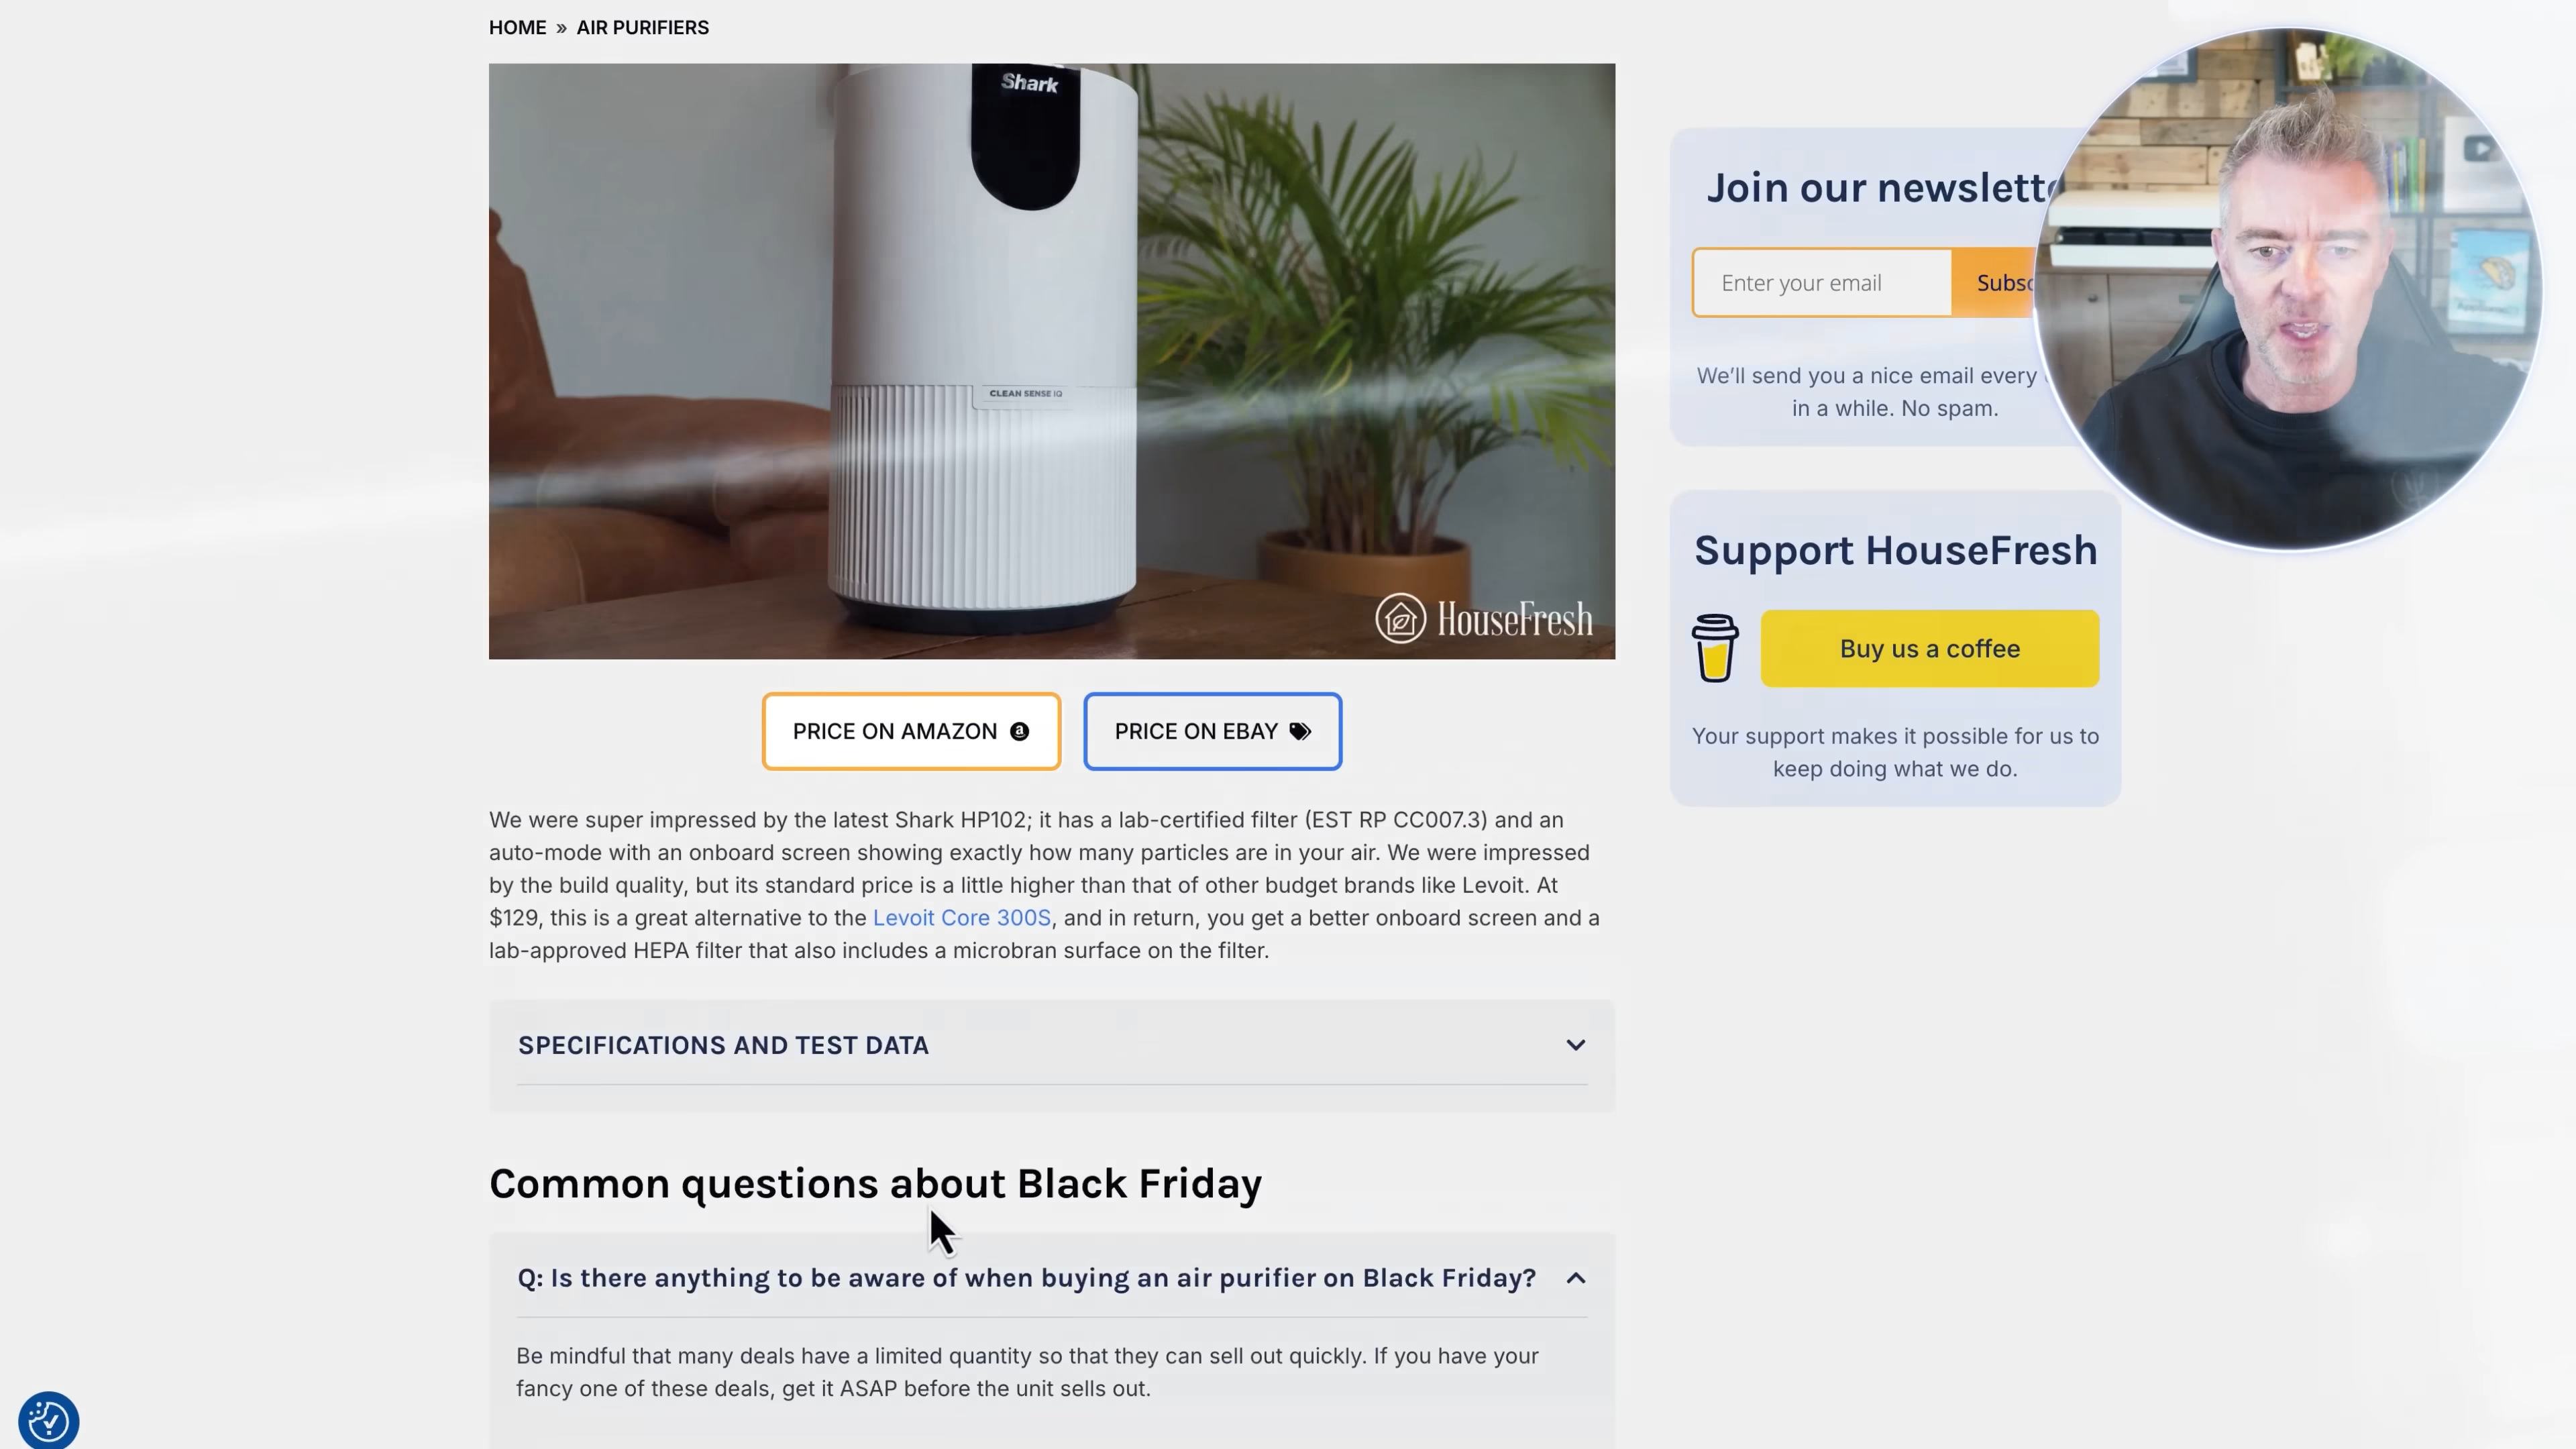 HOME » AIR PURIFIERS
Shark
CLEAN SENSE IQ
HouseFresh
PRICE ON AMAZON
PRICE ON EBAY
We were super impressed by the latest Shark HP102; it has a lab-certified filter (EST RP CC007.3) and an
auto-mode with an onboard screen showing exactly how many particles are in your air. We were impressed
by the build quality, but its standard price is a little higher than that of other budget brands like Levoit. At
$129, this is a great alternative to the Levoit Core 300S, and in return, you get a better onboard screen and a
lab-approved HEPA filter that also includes a microbran surface on the filter.
SPECIFICATIONS AND TEST DATA
Common questions about Black Friday
Q: Is there anything to be aware of when buying an air purifier on Black Friday?
Be mindful that many deals have a limited quantity so that they can sell out quickly. If you have your
fancy one of these deals, get it ASAP before the unit sells out.
Join our newslett
Enter your email
Subsc
We'll send you a nice email every
in a while. No spam.
Support HouseFresh
Buy us a coffee
Your support makes it possible for us to
keep doing what we do.